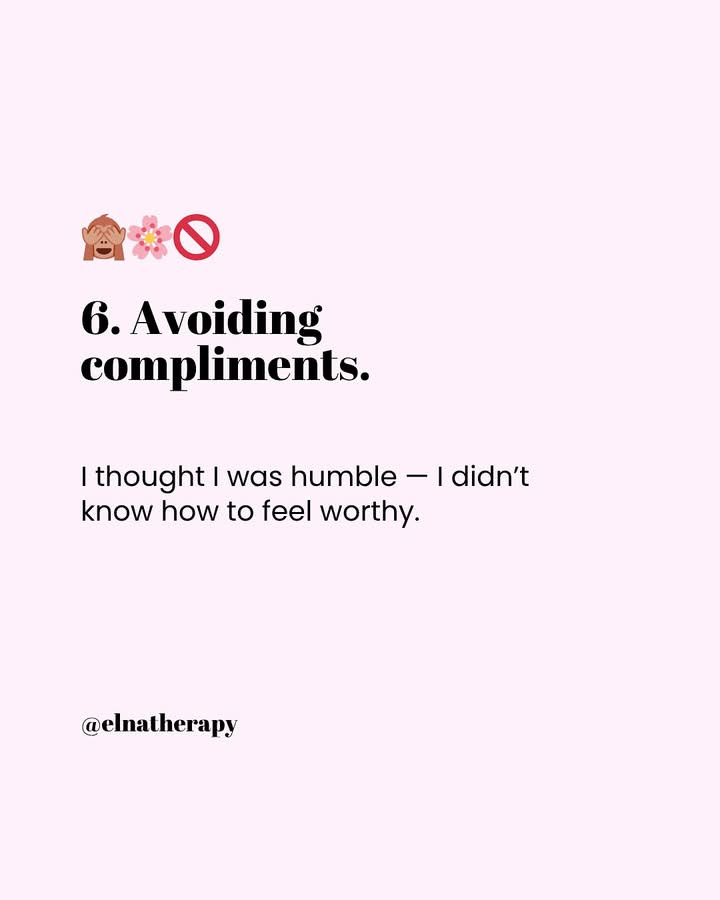 🙈🌸🚫
6. Avoiding
compliments.
I thought I was humble — I didn’t
know how to feel worthy.
@elnatherapy